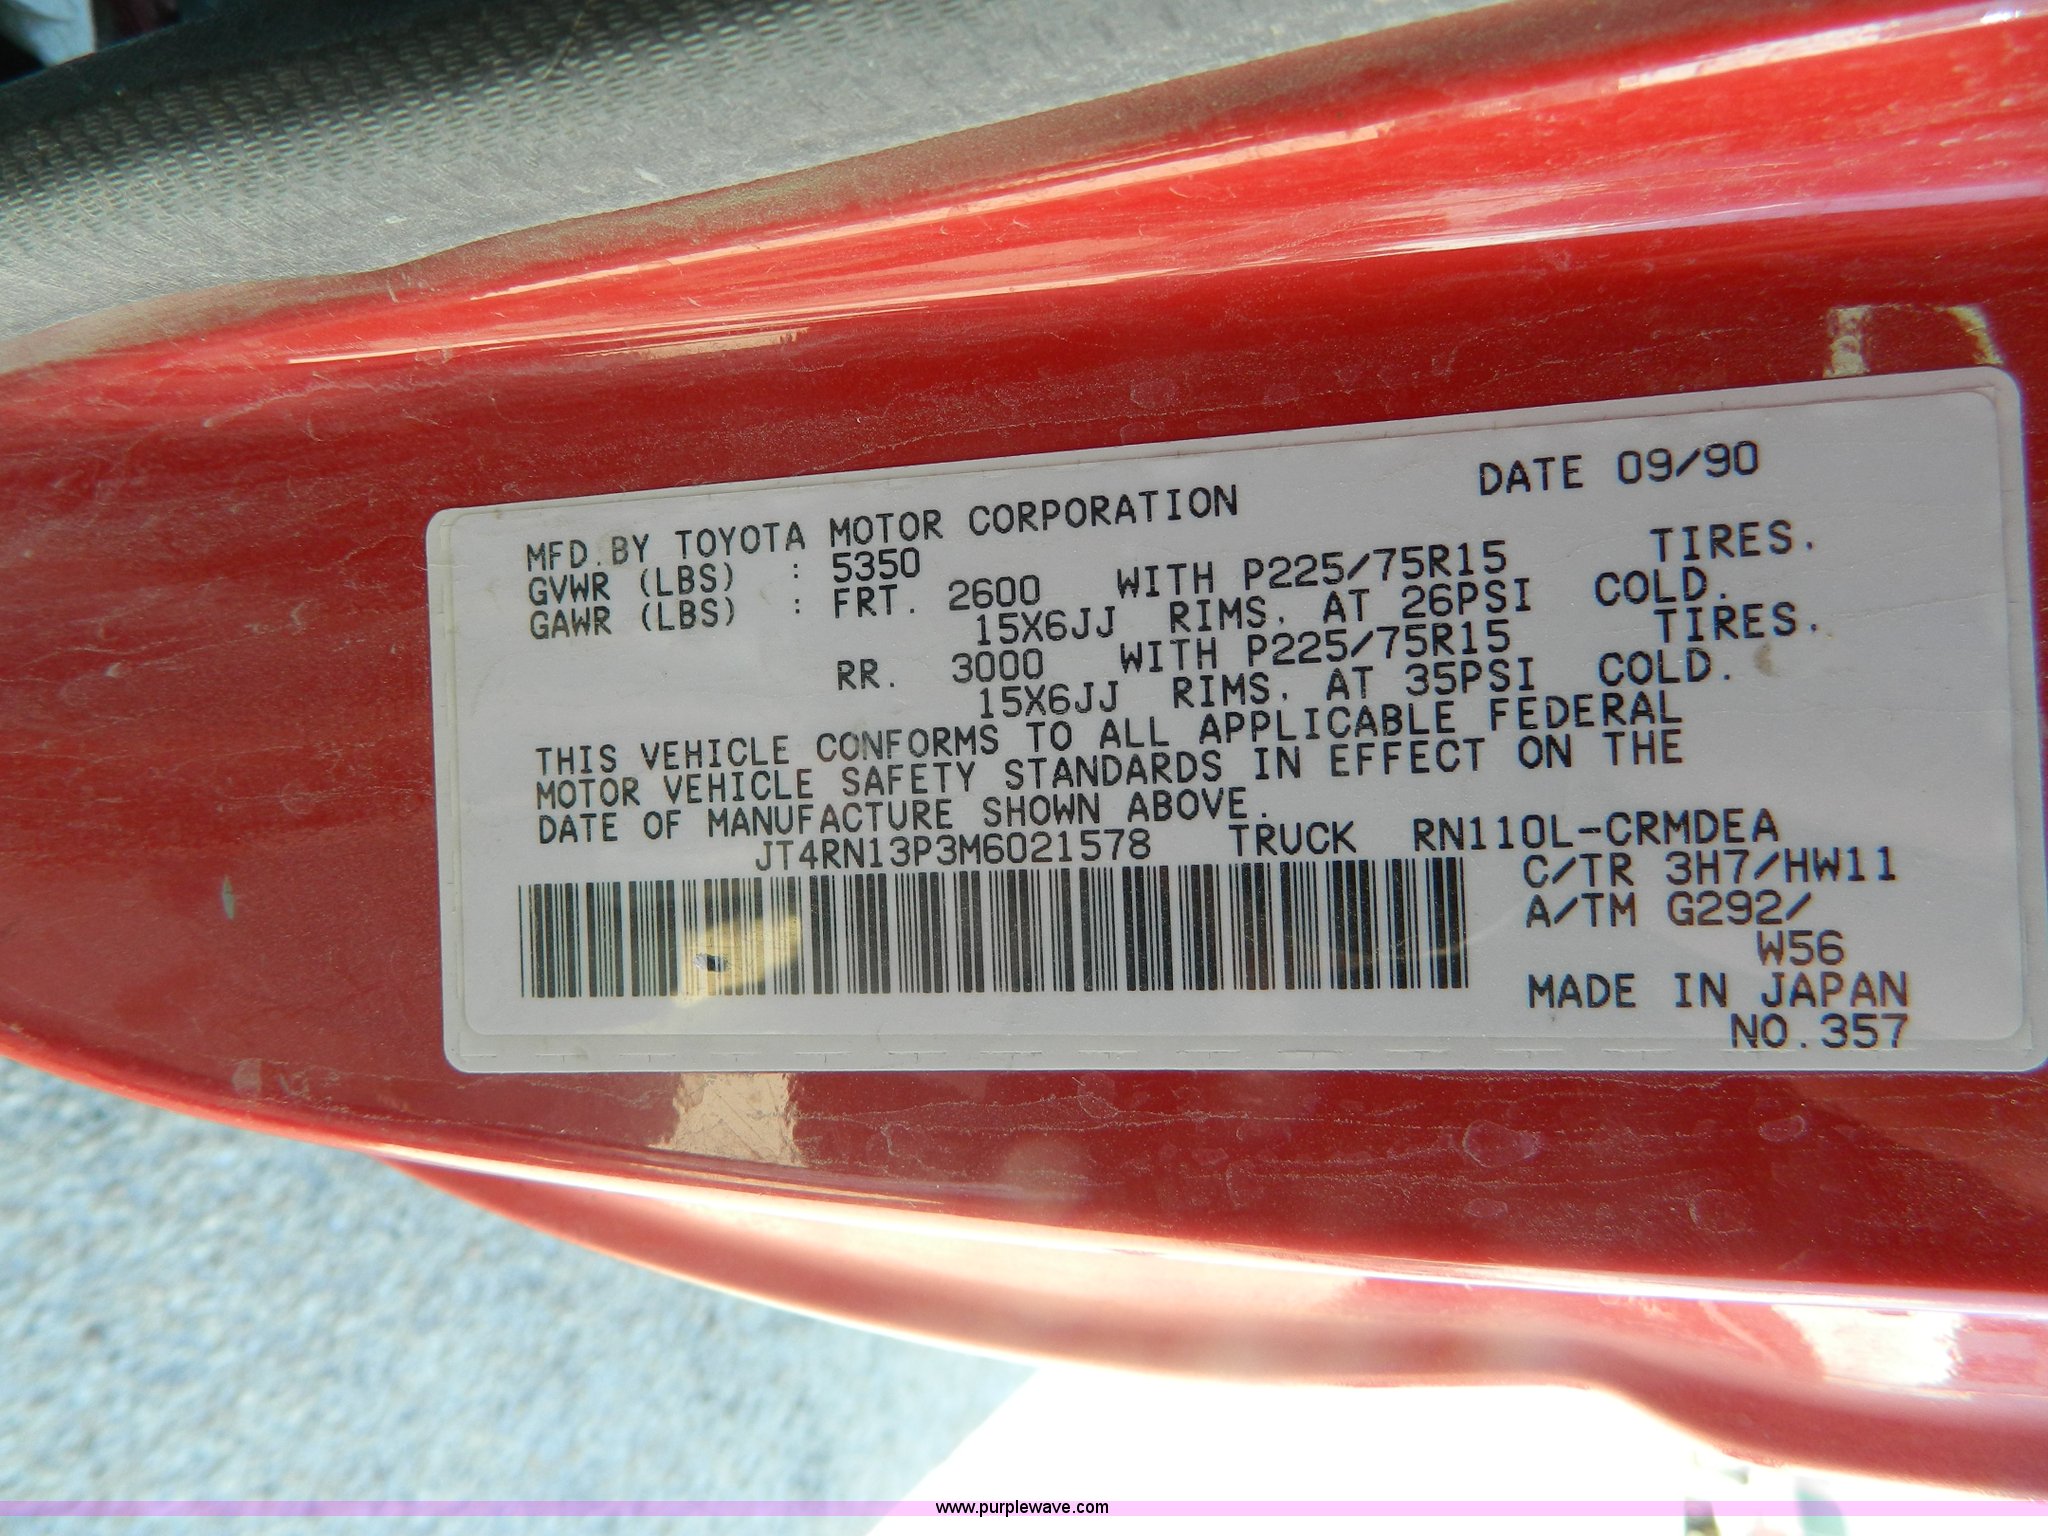 MFD.BY TOYOTA MOTOR CORPORATION DATE 09/90
GVWR (LBS) : 5350
GAWR (LBS) : FRT. 2600 WITH P225/75R15 TIRES.
15X6JJ RIMS. AT 26PSI COLD.
RR. 3000 WITH P225/75R15 TIRES.
15X6JJ RIMS. AT 35PSI COLD.
THIS VEHICLE CONFORMS TO ALL APPLICABLE FEDERAL
MOTOR VEHICLE SAFETY STANDARDS IN EFFECT ON THE
DATE OF MANUFACTURE SHOWN ABOVE.
JT4RN13P3M6021578 TRUCK RN110L-CRMDEA
C/TR 3H7/HW11
A/TM G292/
W56
MADE IN JAPAN
NO.357
www.purplewave.com